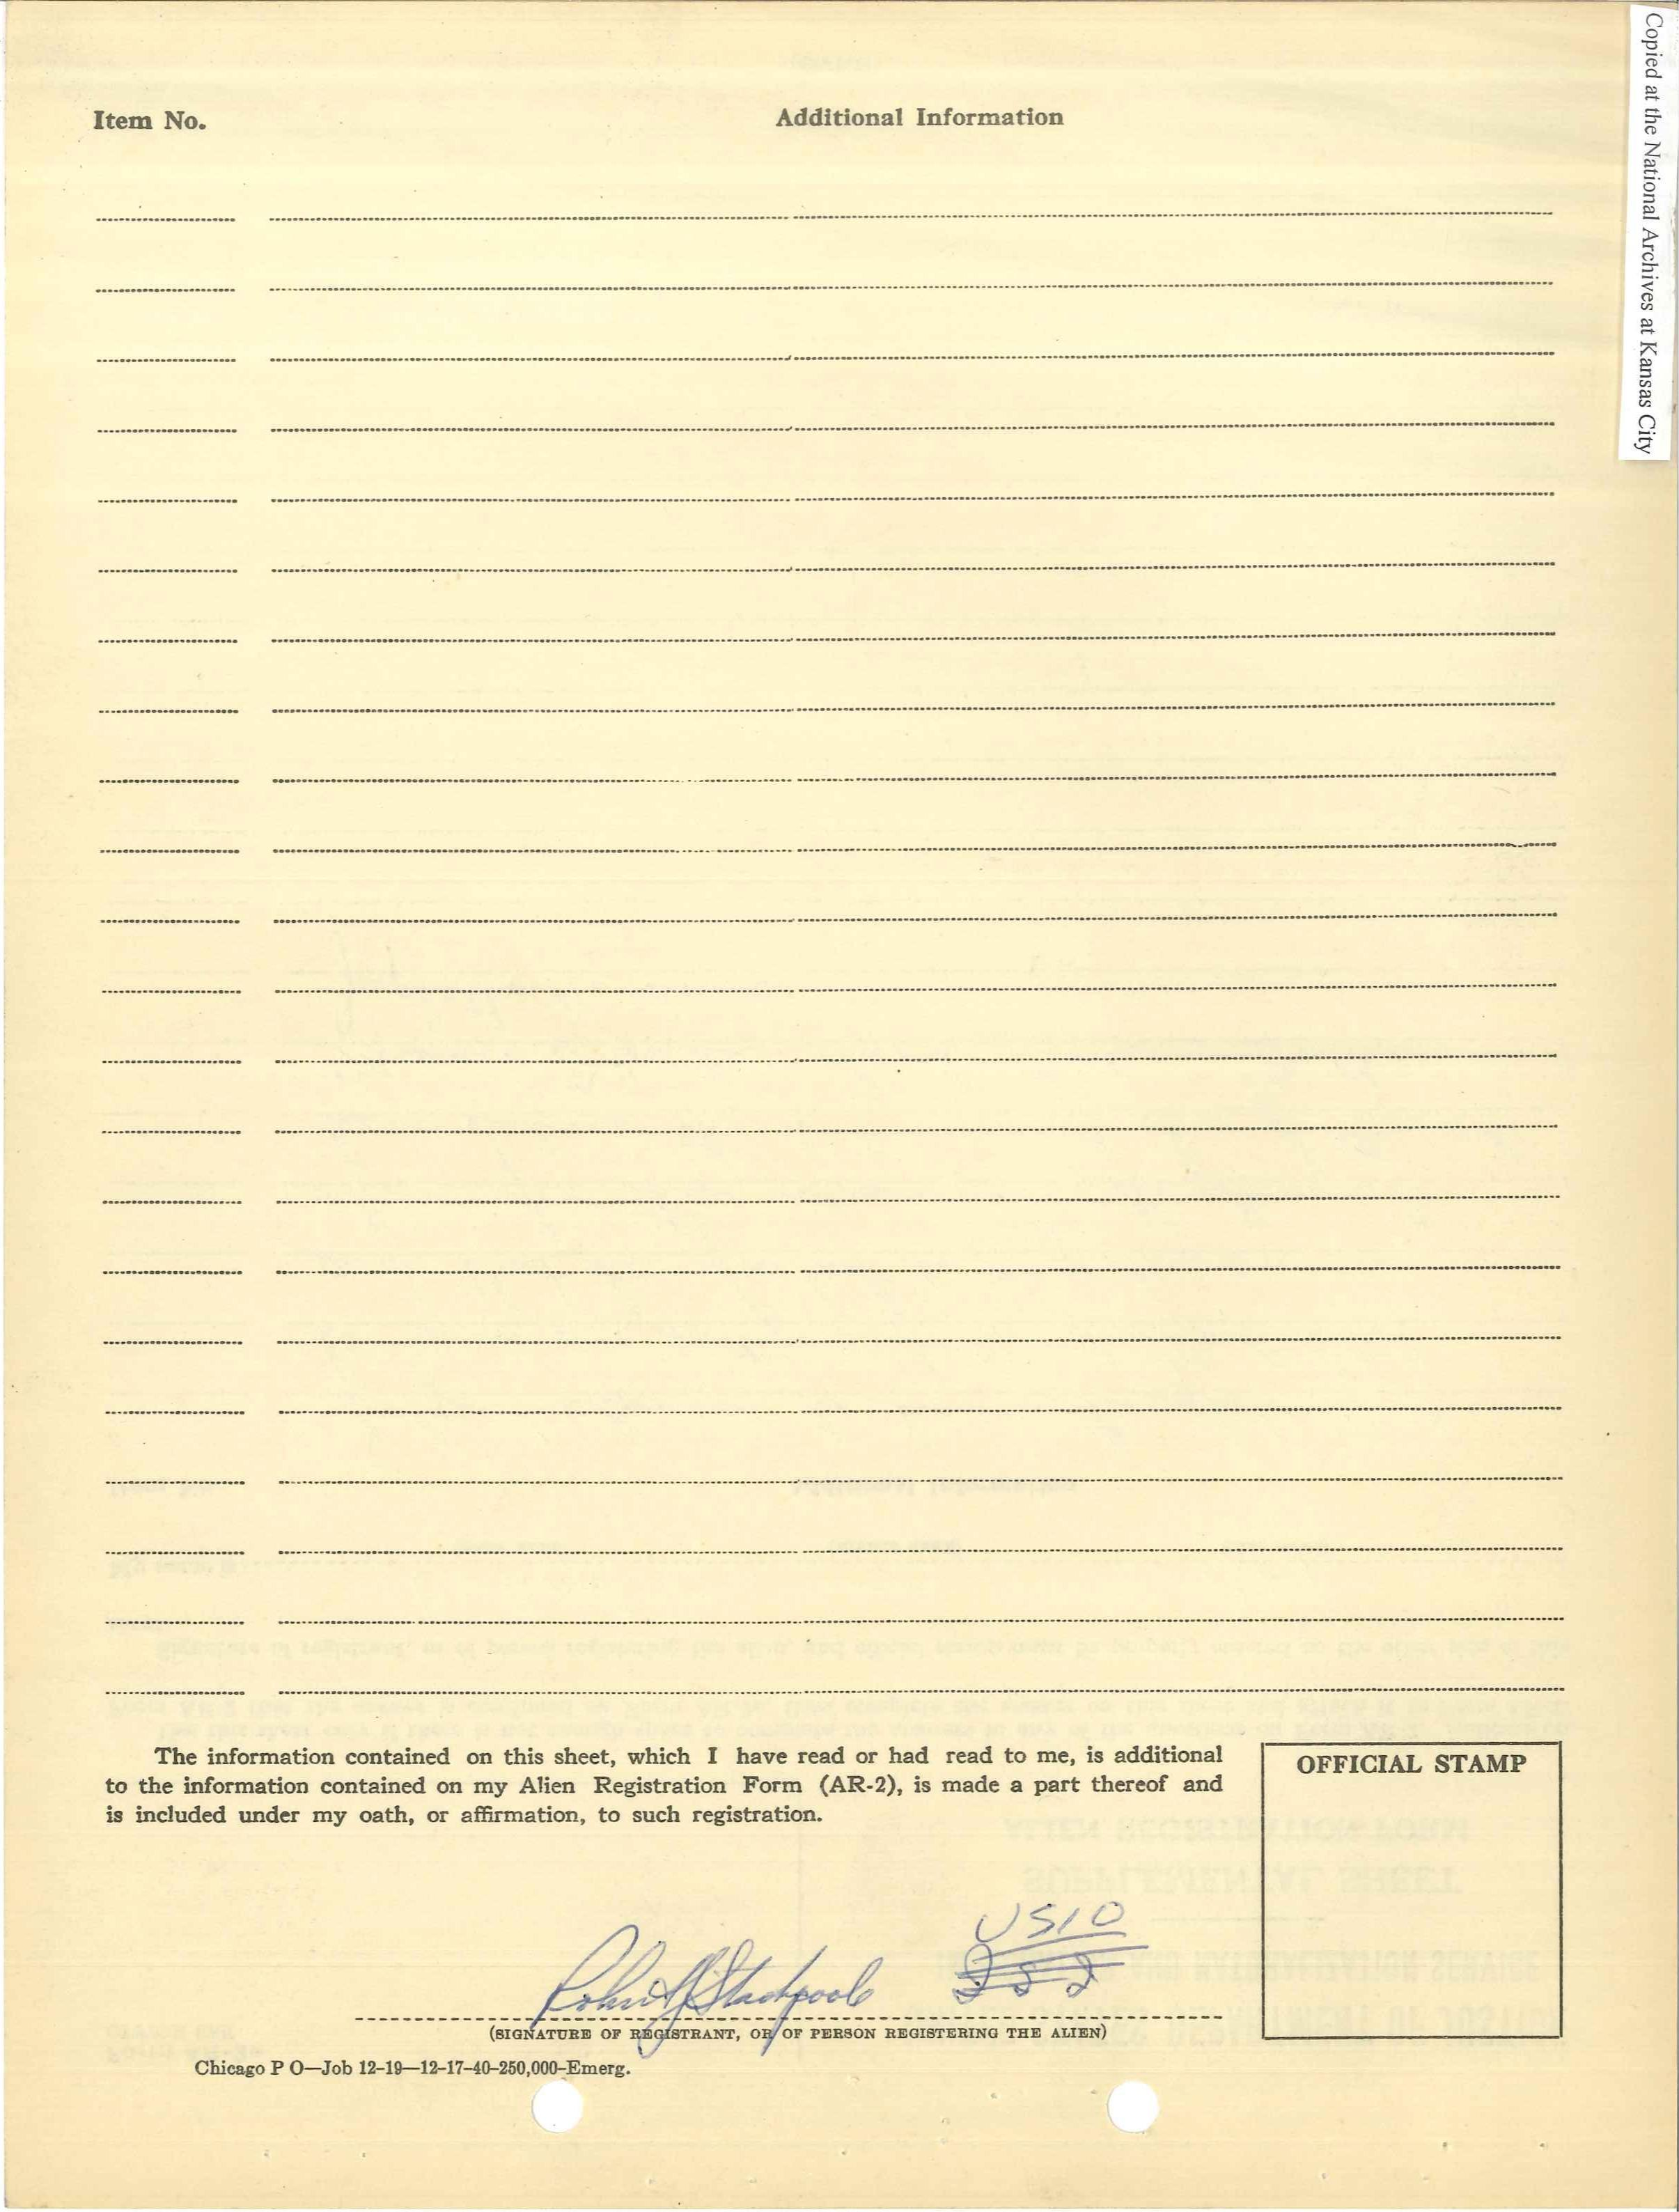 Copied at the National Archives at Kansas City
Item No. Additional Information
The information contained on this sheet, which I have read or had read to me, is additional
to the information contained on my Alien Registration Form (AR-2), is made a part thereof and
is included under my oath, or affirmation, to such registration.
OFFICIAL STAMP
USIO
Robert J Stackpoole
(SIGNATURE OF REGISTRANT, OR OF PERSON REGISTERING THE ALIEN)
Chicago P O—Job 12-19—12-17-40-250,000-Emerg.